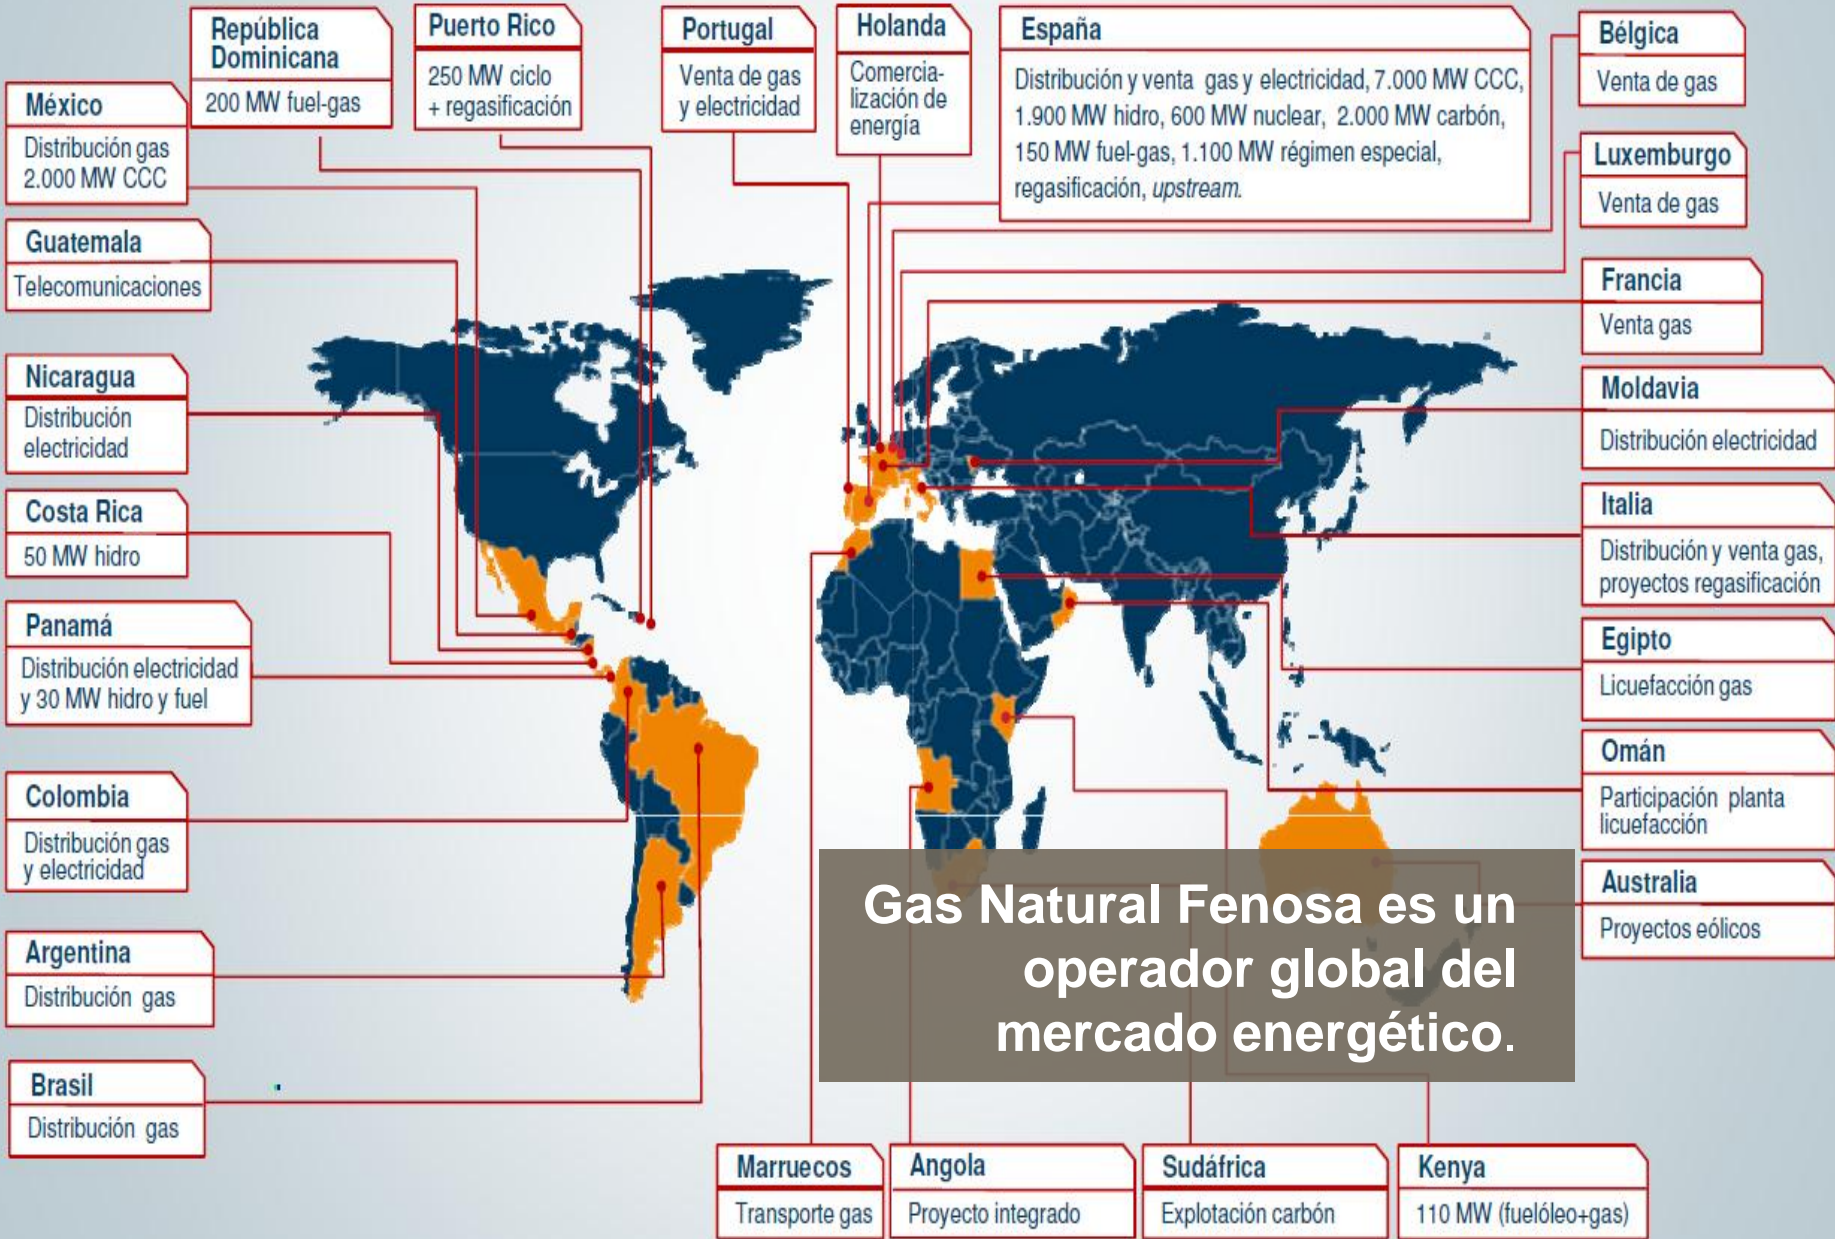 República
Dominicana
200 MW fuel-gas
Puerto Rico
250 MW ciclo
+ regasificación
Portugal
Venta de gas
y electricidad
Holanda
Comercia-
lización de
energía
España
Distribución y venta gas y electricidad, 7.000 MW CCC,
1.900 MW hidro, 600 MW nuclear, 2.000 MW carbón,
150 MW fuel-gas, 1.100 MW régimen especial,
regasificación, upstream.
Bélgica
Venta de gas
México
Distribución gas
2.000 MW CCC
Luxemburgo
Venta de gas
Guatemala
Telecomunicaciones
Francia
Venta gas
Nicaragua
Distribución
electricidad
Moldavia
Distribución electricidad
Costa Rica
50 MW hidro
Italia
Distribución y venta gas,
proyectos regasificación
Panamá
Distribución electricidad
y 30 MW hidro y fuel
Egipto
Licuefacción gas
Colombia
Distribución gas
y electricidad
Omán
Participación planta
licuefacción
Australia
Proyectos eólicos
Argentina
Distribución gas
Gas Natural Fenosa es un
operador global del
mercado energético.
Brasil
Distribución gas
Marruecos
Transporte gas
Angola
Proyecto integrado
Sudáfrica
Explotación carbón
Kenya
110 MW (fuelóleo+gas)